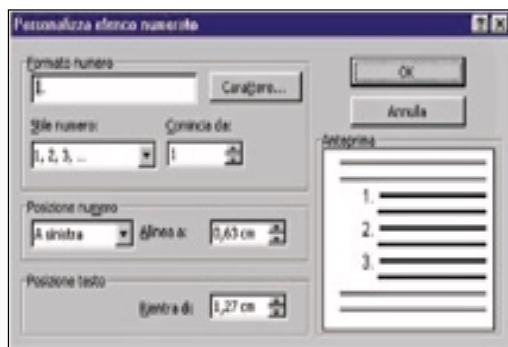 Personalizza elenco numerato
Formato numero
1.
Carattere...
Stile numero:
Comincia da:
1, 2, 3, ...
1
Posizione numero
A sinistra
Allinea a:
0,63 cm
Posizione testo
Rientra di:
1,27 cm
OK
Annulla
Anteprima
1.
2.
3.